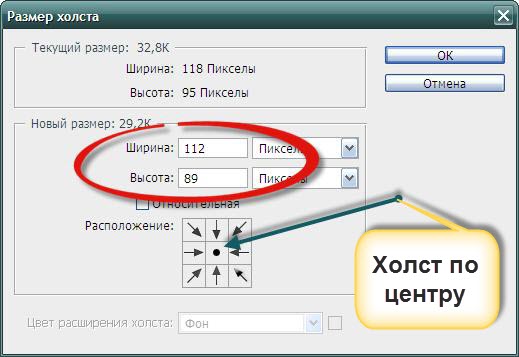 Размер холста
Текущий размер: 32,8K
Ширина: 118 Пикселы
Высота: 95 Пикселы
OK
Отмена
Новый размер: 29,2K
Ширина: 112 Пикселы
Высота: 89 Пикселы
Относительная
Расположение:
Холст по
центру
Цвет расширения холста: Фон